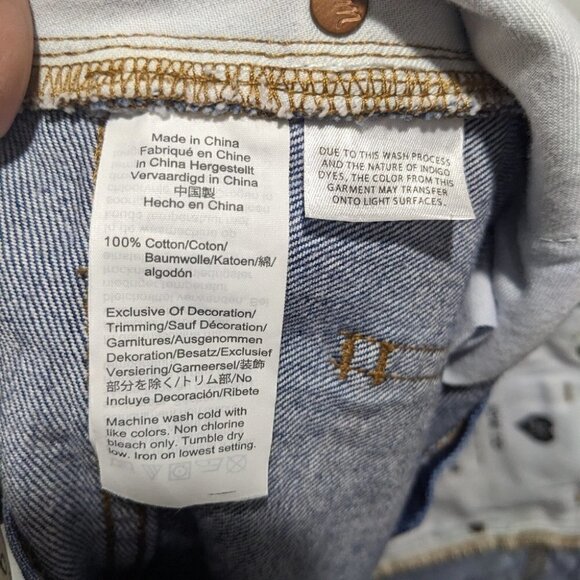 Made in China
Fabriqué en Chine
in China Hergestellt
Vervaardigd in China
中国製
Hecho en China
100% Cotton/Coton/
Baumwolle/Katoen/綿/
algodón
Exclusive Of Decoration/
Trimming/Sauf Décoration/
Garnitures/Ausgenommen
Dekoration/Besatz/Exclusief
Versiering/Garneersel/装飾
部分を除く/トリム部/No
Incluye Decoración/Ribete
Machine wash cold with
like colors. Non chlorine
bleach only. Tumble dry
low. Iron on lowest setting.
DUE TO THIS WASH PROCESS
AND THE NATURE OF INDIGO
DYES, THE COLOR FROM THIS
GARMENT MAY TRANSFER
ONTO LIGHT SURFACES.